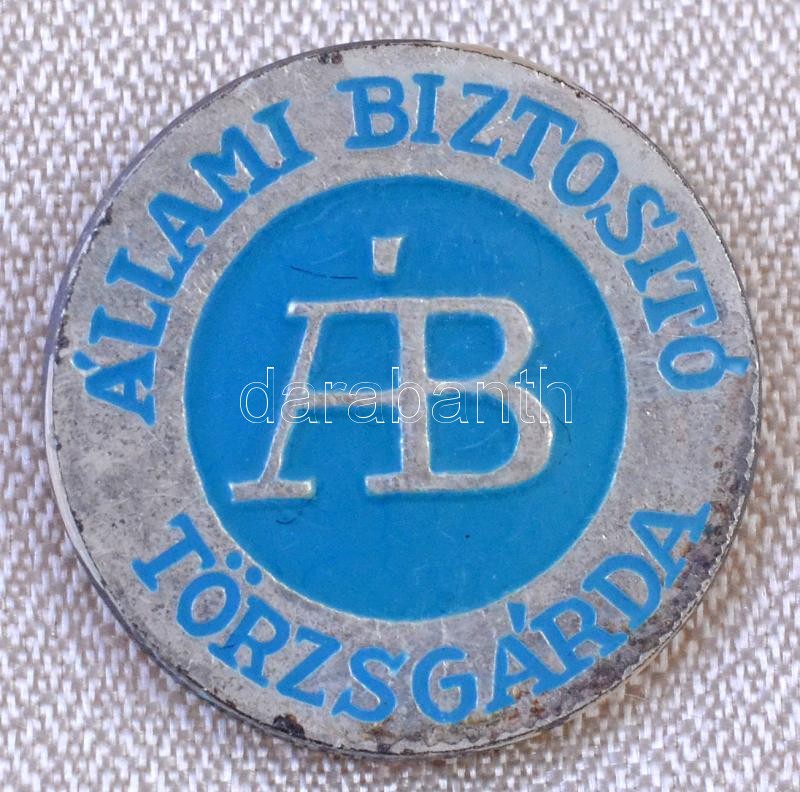 ÁLLAMI BIZTOSITÓ
ÁB
darabanth
TÖRZSGÁRDA